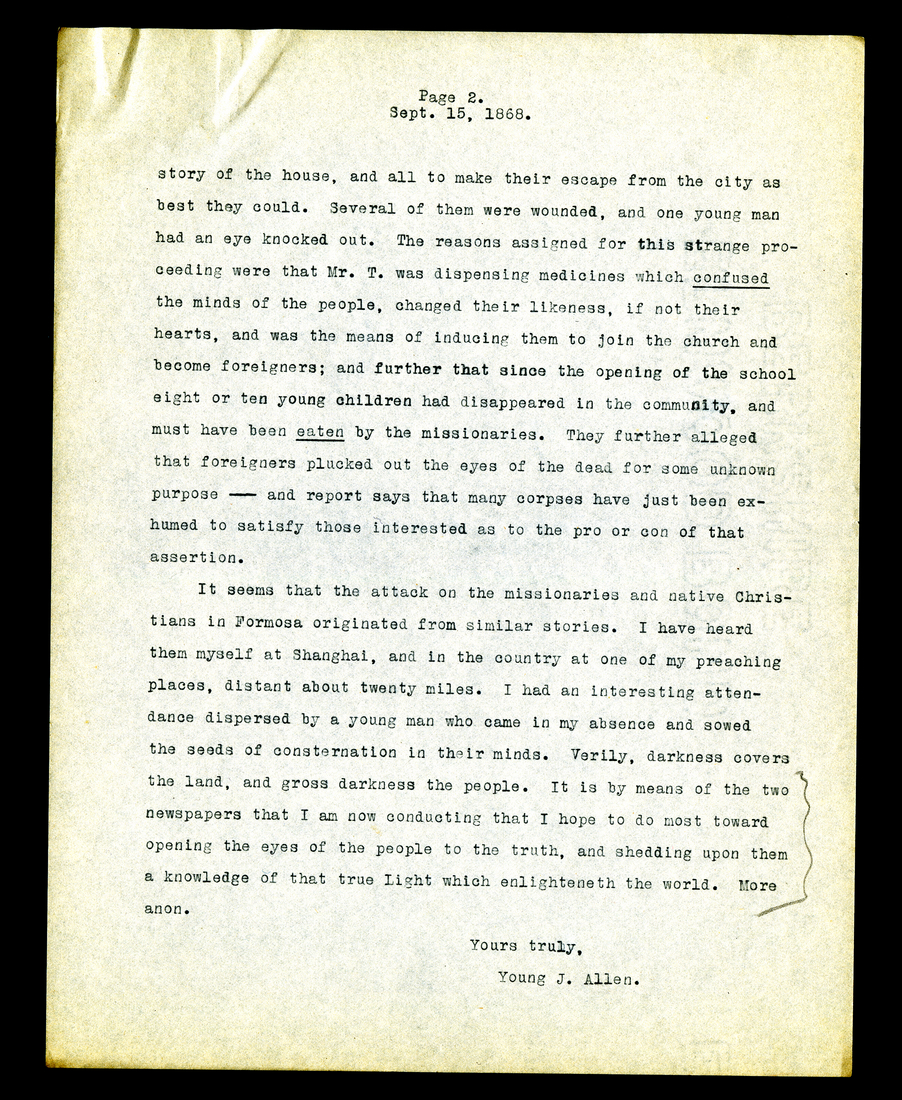 Page 2.
Sept. 15, 1868.
story of the house, and all to make their escape from the city as
best they could. Several of them were wounded, and one young man
had an eye knocked out. The reasons assigned for this strange pro-
ceeding were that Mr. T. was dispensing medicines which confused
the minds of the people, changed their likeness, if not their
hearts, and was the means of inducing them to join the church and
become foreigners; and further that since the opening of the school
eight or ten young children had disappeared in the community, and
must have been eaten by the missionaries. They further alleged
that foreigners plucked out the eyes of the dead for some unknown
purpose — and report says that many corpses have just been ex-
humed to satisfy those interested as to the pro or con of that
assertion.
It seems that the attack on the missionaries and native Chris-
tians in Formosa originated from similar stories. I have heard
them myself at Shanghai, and in the country at one of my preaching
places, distant about twenty miles. I had an interesting atten-
dance dispersed by a young man who came in my absence and sowed
the seeds of consternation in their minds. Verily, darkness covers
the land, and gross darkness the people. It is by means of the two
newspapers that I am now conducting that I hope to do most toward
opening the eyes of the people to the truth, and shedding upon them
a knowledge of that true Light which enlighteneth the world. More
anon.
Yours truly,
Young J. Allen.